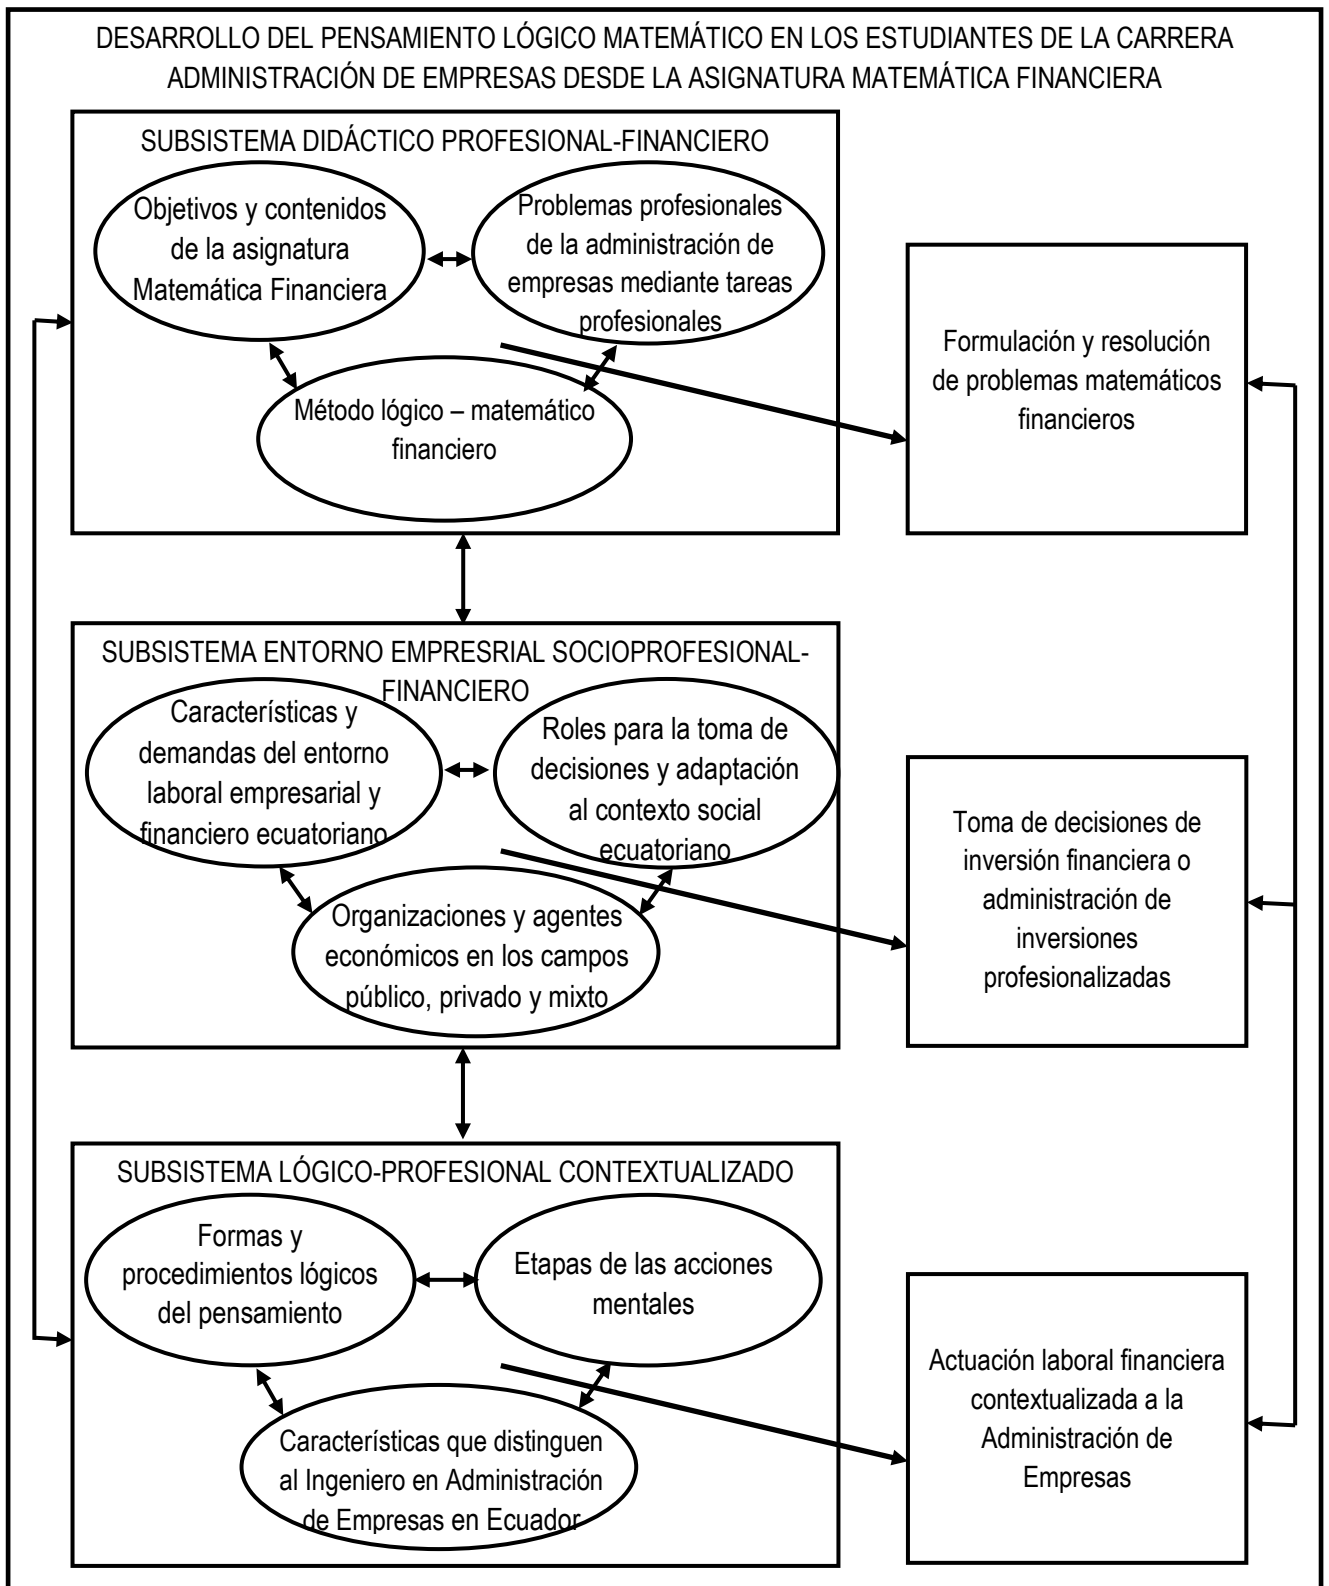 DESARROLLO DEL PENSAMIENTO LÓGICO MATEMÁTICO EN LOS ESTUDIANTES DE LA CARRERA
ADMINISTRACIÓN DE EMPRESAS DESDE LA ASIGNATURA MATEMÁTICA FINANCIERA
SUBSISTEMA DIDÁCTICO PROFESIONAL-FINANCIERO
Objetivos y contenidos
de la asignatura
Matemática Financiera
Problemas profesionales
de la administración de
empresas mediante tareas
profesionales
Método lógico – matemático
financiero
Formulación y resolución
de problemas matemáticos
financieros
SUBSISTEMA ENTORNO EMPRESRIAL SOCIOPROFESIONAL-
FINANCIERO
Características y
demandas del entorno
laboral empresarial y
financiero ecuatoriano
Roles para la toma de
decisiones y adaptación
al contexto social
ecuatoriano
Organizaciones y agentes
económicos en los campos
público, privado y mixto
Toma de decisiones de
inversión financiera o
administración de
inversiones
profesionalizadas
SUBSISTEMA LÓGICO-PROFESIONAL CONTEXTUALIZADO
Formas y
procedimientos lógicos
del pensamiento
Etapas de las acciones
mentales
Características que distinguen
al Ingeniero en Administración
de Empresas en Ecuador
Actuación laboral financiera
contextualizada a la
Administración de
Empresas